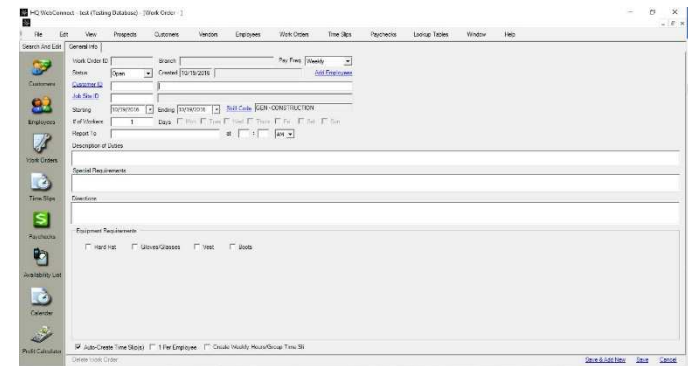 HQ WebConnect - test (Testing Database) - [Work Order - ]
File Edit View Prospects Customers Vendors Employees Work Orders Time Slips Paychecks Lookup Tables Window Help
Search And Edit
General Info
Work Order ID Branch Pay Freq Weekly
Status Open Created 10/19/2016 Add Employees
Customers
Customer ID
Job Site ID
Starting 10/19/2016 Ending 10/19/2016 Skill Code GEN - CONSTRUCTION
Employees
# of Workers 1 Days Mon Tues Wed Thurs Fri Sat Sun
Report To at : AM
Description of Duties
Work Orders
Special Requirements
Time Slips
Directions
Paychecks
Equipment Requirements
Hard Hat Gloves/Glasses Vest Boots
Availability List
Calendar
Profit Calculator
Auto-Create Time Slip(s) 1 Per Employee Create Weekly Hours/Group Time Sli
Delete Work Order Save & Add New Save Cancel